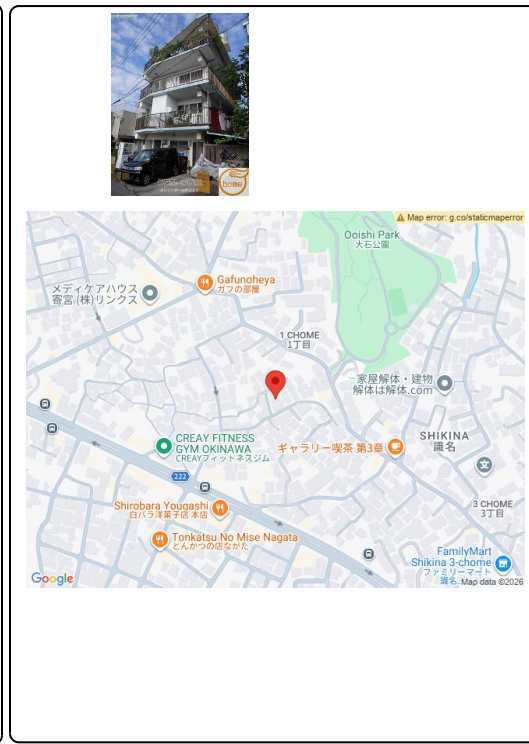 home
Map error: g.co/staticmaperror
Ooishi Park
大石公園
Gafunoheya
ガフの部屋
メディケアハウス
寄宮 (株)リンクス
1 CHOME
1丁目
家屋解体・建物
解体は解体.com
SHIKINA
識名
CREAY FITNESS
GYM OKINAWA
CREAYフィットネスジム
ギャラリー喫茶 第3章
222
Shirobara Yougashi
白バラ洋菓子店 本店
3 CHOME
3丁目
Tonkatsu No Mise Nagata
とんかつの店ながた
FamilyMart
Shikina 3-chome
ファミリーマート
識名
Google
Map data ©2026